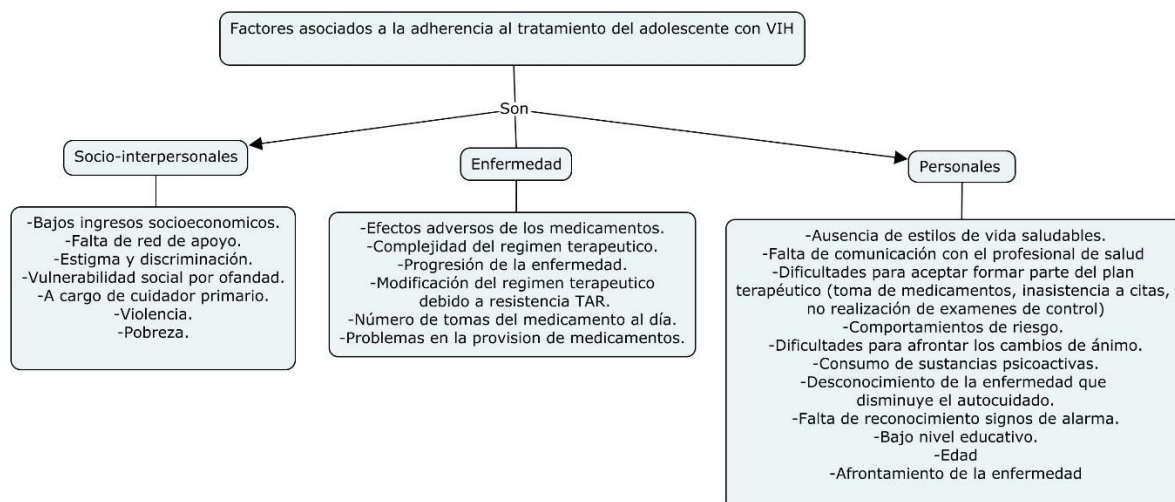 Factores asociados a la adherencia al tratamiento del adolescente con VIH
Son
Socio-interpersonales
-Bajos ingresos socioeconomicos.
-Falta de red de apoyo.
-Estigma y discriminación.
-Vulnerabilidad social por ofandad.
-A cargo de cuidador primario.
-Violencia.
-Pobreza.
Enfermedad
-Efectos adversos de los medicamentos.
-Complejidad del regimen terapeutico.
-Progresión de la enfermedad.
-Modificación del regimen terapeutico
debido a resistencia TAR.
-Número de tomas del medicamento al día.
-Problemas en la provision de medicamentos.
Personales
-Ausencia de estilos de vida saludables.
-Falta de comunicación con el profesional de salud
-Dificultades para aceptar formar parte del plan
terapéutico (toma de medicamentos, inasistencia a citas,
no realización de examenes de control)
-Comportamientos de riesgo.
-Dificultades para afrontar los cambios de ánimo.
-Consumo de sustancias psicoactivas.
-Desconocimiento de la enfermedad que
disminuye el autocuidado.
-Falta de reconocimiento signos de alarma.
-Bajo nivel educativo.
-Edad
-Afrontamiento de la enfermedad